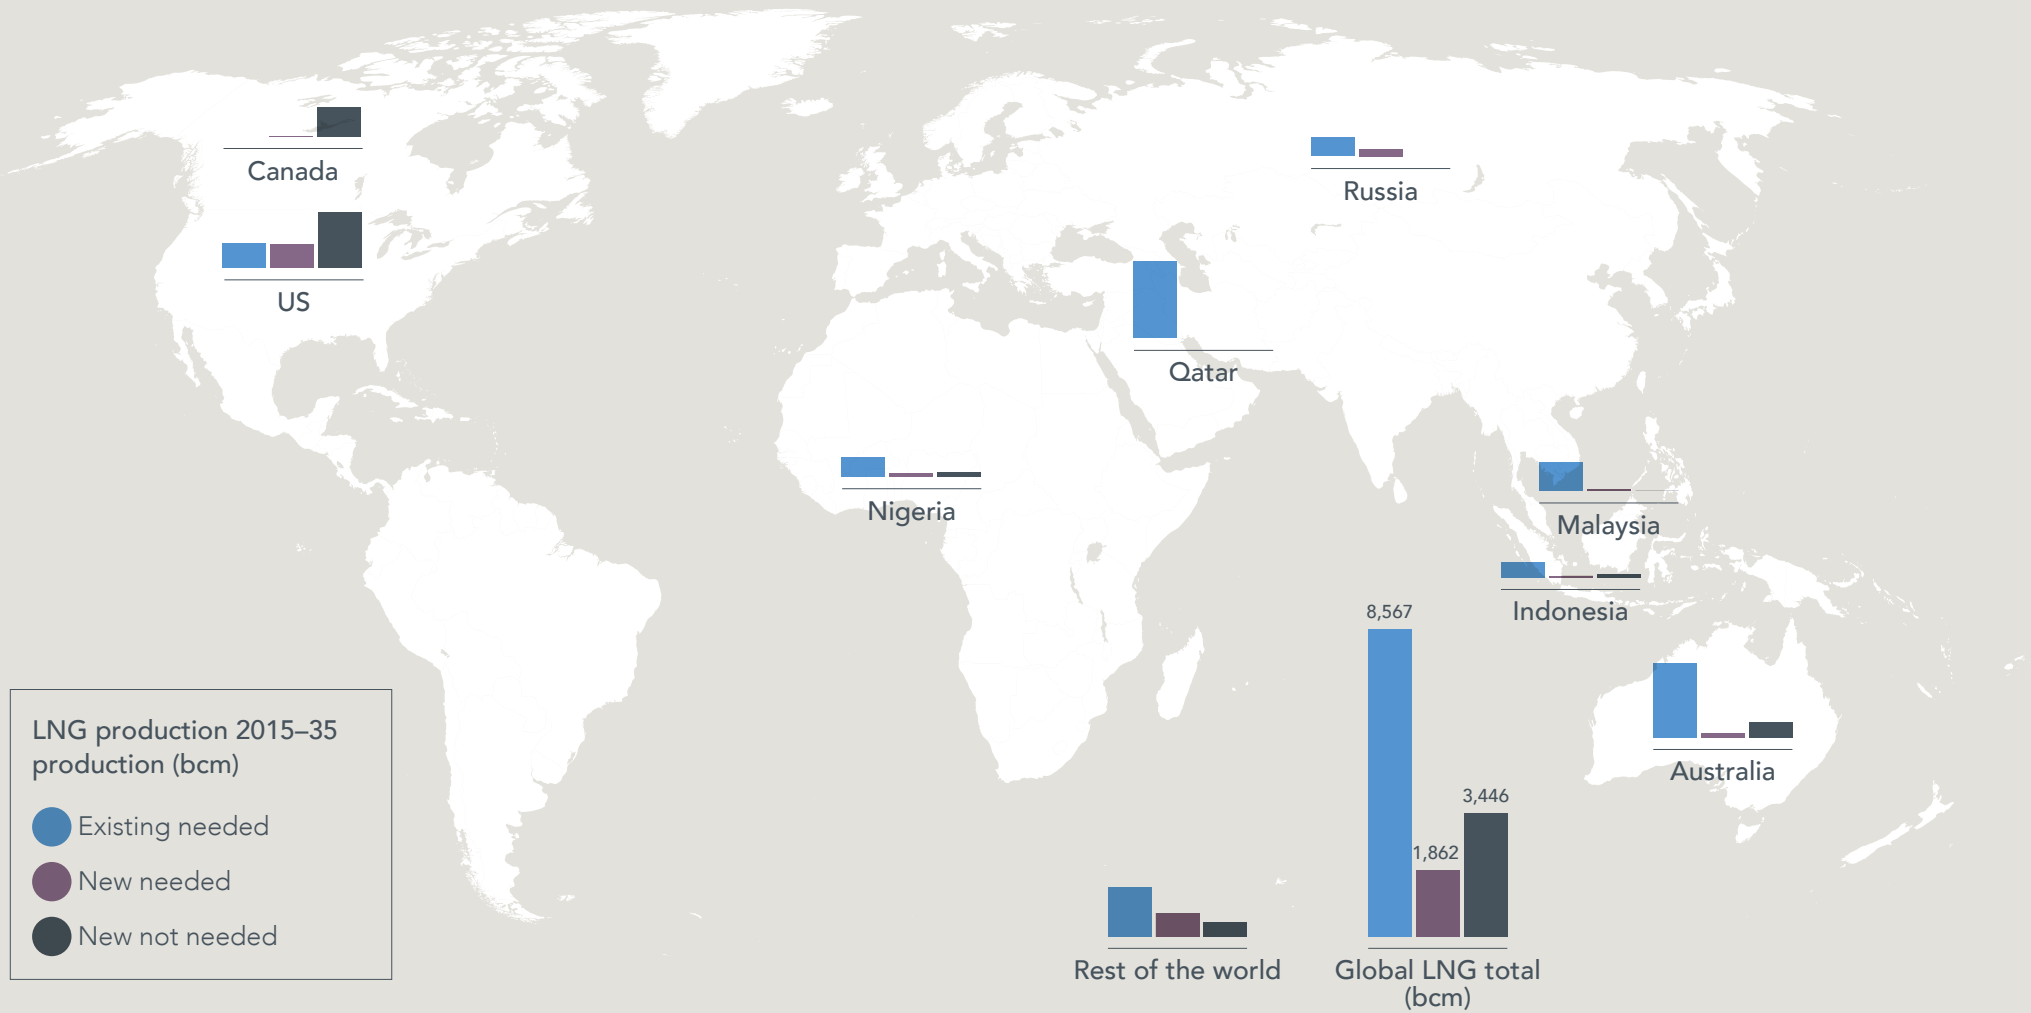 Canada
Russia
US
Qatar
Nigeria
Malaysia
Indonesia
8,567
LNG production 2015–35
production (bcm)
Existing needed
New needed
New not needed
Australia
3,446
1,862
Rest of the world
Global LNG total
(bcm)